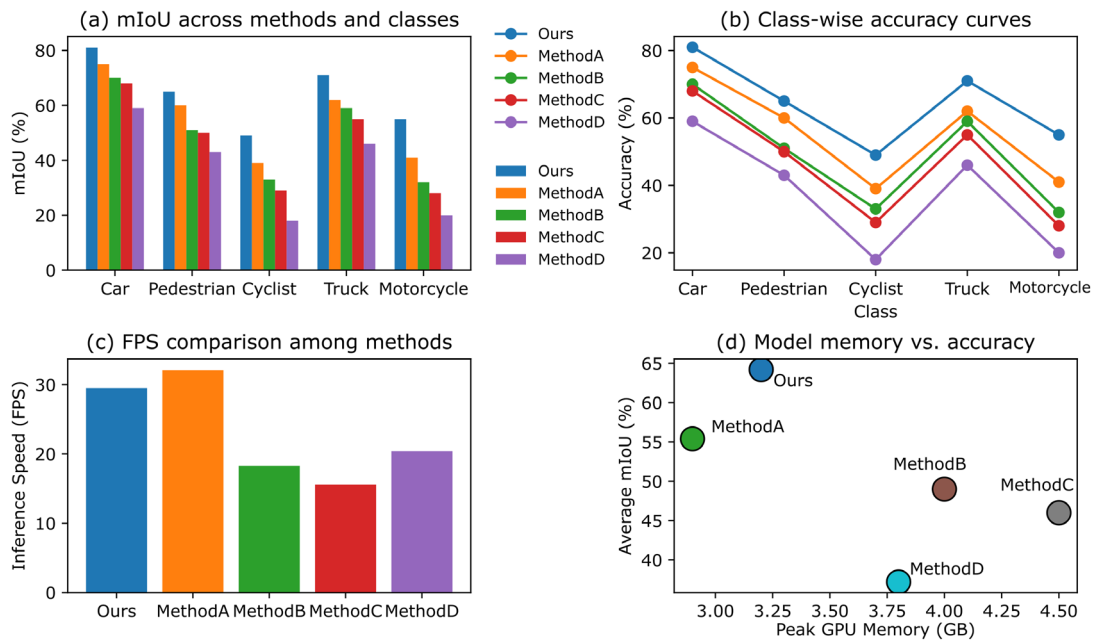 (a) mIoU across methods and classes
mIoU (%)
80
60
40
20
0
Car Pedestrian Cyclist Truck Motorcycle
Ours
MethodA
MethodB
MethodC
MethodD
Ours
MethodA
MethodB
MethodC
MethodD
(b) Class-wise accuracy curves
Accuracy (%)
80
60
40
20
Car Pedestrian Cyclist Truck Motorcycle
Class
(c) FPS comparison among methods
Inference Speed (FPS)
30
20
10
0
Ours MethodA MethodB MethodC MethodD
(d) Model memory vs. accuracy
Average mIoU (%)
65
60
55
50
45
40
Ours
MethodA
MethodB
MethodC
MethodD
3.00 3.25 3.50 3.75 4.00 4.25 4.50
Peak GPU Memory (GB)